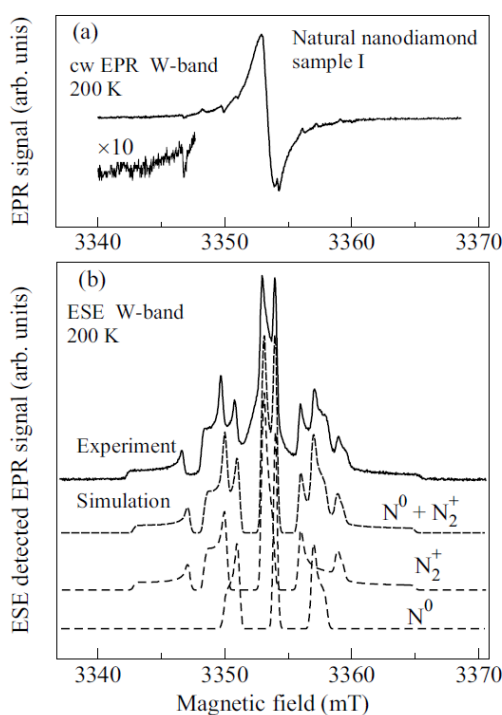 (a)
Natural nanodiamond
sample I
cw EPR W-band
200 K
×10
EPR signal (arb. units)
3340 3350 3360 3370
(b)
ESE W-band
200 K
Experiment
Simulation
N⁰ + N₂⁺
N₂⁺
N⁰
ESE detected EPR signal (arb. units)
3340 3350 3360 3370
Magnetic field (mT)